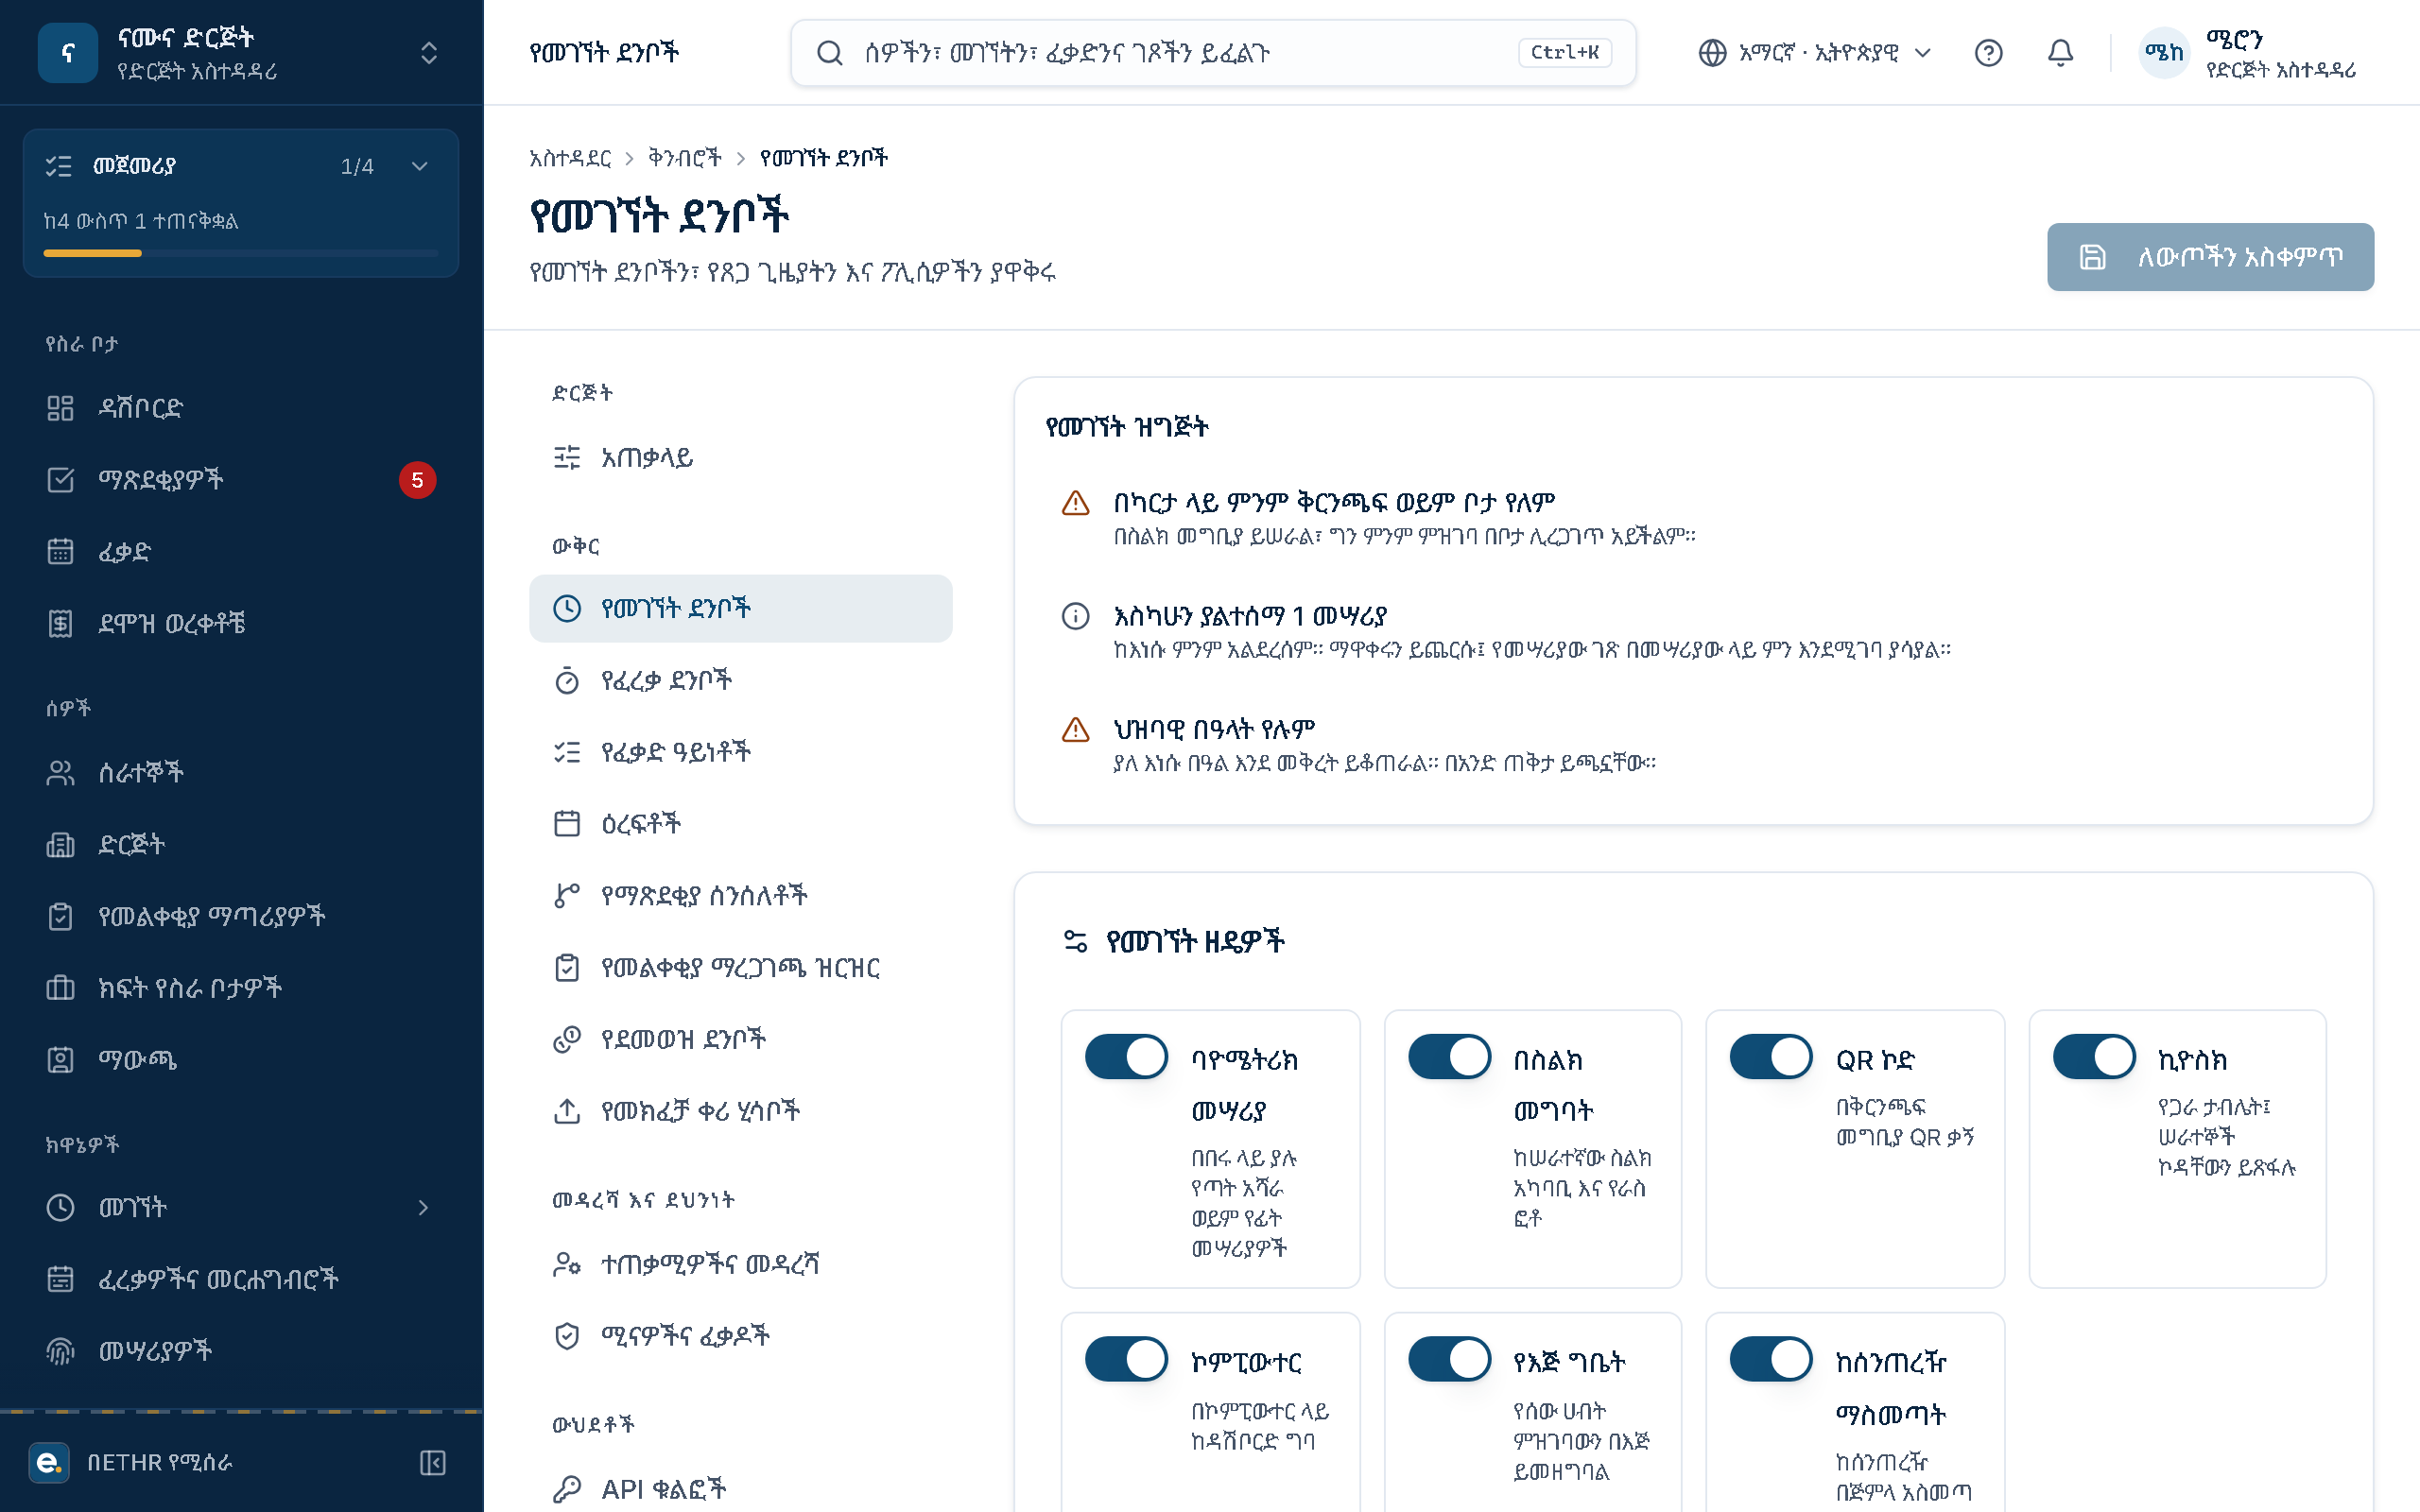 ና
ናሙና ድርጅት
የድርጅት አስተዳዳሪ
መጀመሪያ
1/4
ከ4 ውስጥ 1 ተጠናቅቋል
የስራ ቦታ
ዳሽቦርድ
ማጽደቂያዎች
5
ፈቃድ
ደሞዝ ወረቀቶቼ
ሰዎች
ሰራተኞች
ድርጅት
የመልቀቂያ ማጣሪያዎች
ክፍት የስራ ቦታዎች
ማውጫ
ክዋኔዎች
መገኘት
ፈረቃዎችና መርሐግብሮች
መሣሪያዎች
e.
በETHR የሚሰራ
የመገኘት ደንቦች
ሰዎችን፣ መገኘትን፣ ፈቃድንና ገጾችን ይፈልጉ
Ctrl+K
አማርኛ · ኢትዮጵያዊ
ሜከ
ሜሮን
የድርጅት አስተዳዳሪ
አስተዳደር > ቅንብሮች > የመገኘት ደንቦች
የመገኘት ደንቦች
የመገኘት ደንቦችን፣ የጸጋ ጊዜያትን እና ፖሊሲዎችን ያዋቅሩ
ለውጦችን አስቀምጥ
ድርጅት
አጠቃላይ
ውቅር
የመገኘት ደንቦች
የፈረቃ ደንቦች
የፈቃድ ዓይነቶች
ዕረፍቶች
የማጽደቂያ ሰንሰለቶች
የመልቀቂያ ማረጋገጫ ዝርዝር
የደመወዝ ደንቦች
የመክፈቻ ቀሪ ሂሳቦች
መዳረሻ እና ደህንነት
ተጠቃሚዎችና መዳረሻ
ሚናዎችና ፈቃዶች
ውህደቶች
API ቁልፎች
የመገኘት ዝግጅት
በካርታ ላይ ምንም ቅርንጫፍ ወይም ቦታ የለም
በስልክ መግቢያ ይሠራል፣ ግን ምንም ምዝገባ በቦታ ሊረጋገጥ አይችልም።
እስካሁን ያልተሰማ 1 መሣሪያ
ከእነሱ ምንም አልደረሰም። ማዋቀሩን ይጨርሱ፤ የመሣሪያው ገጽ በመሣሪያው ላይ ምን እንደሚገባ ያሳያል።
ህዝባዊ በዓላት የሉም
ያለ እነሱ በዓል እንደ መቅረት ይቆጠራል። በአንድ ጠቅታ ይጫኗቸው።
የመገኘት ዘዴዎች
ባዮሜትሪክ
መሣሪያ
በበሩ ላይ ያሉ
የጣት አሻራ
ወይም የፊት
መሣሪያዎች
በስልክ
መግባት
ከሠራተኛው ስልክ
አካባቢ እና የራስ
ፎቶ
QR ኮድ
በቅርንጫፍ
መግቢያ QR ቃኝ
ኪዮስክ
የጋራ ታብሌት፤
ሠራተኞች
ኮዳቸውን ይጽፋሉ
ኮምፒውተር
በኮምፒውተር ላይ
ከዳሽቦርድ ግባ
የእጅ ግቤት
የሰው ሀብት
ምዝገባውን በእጅ
ይመዘግባል
ከሰንጠረዥ
ማስመጣት
ከሰንጠረዥ
በጅምላ አስመጣ